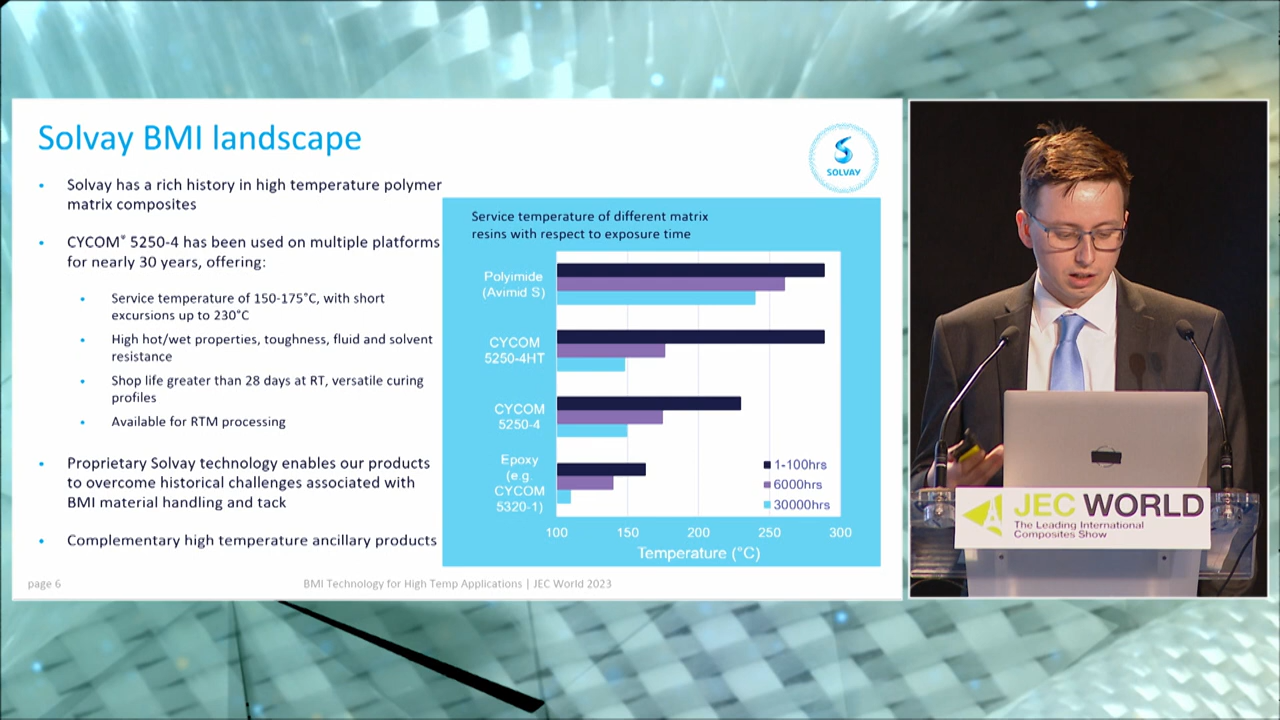 Solvay BMI landscape
SOLVAY
• Solvay has a rich history in high temperature polymer
matrix composites
• CYCOM® 5250-4 has been used on multiple platforms
for nearly 30 years, offering:
• Service temperature of 150-175°C, with short
excursions up to 230°C
• High hot/wet properties, toughness, fluid and solvent
resistance
• Shop life greater than 28 days at RT, versatile curing
profiles
• Available for RTM processing
• Proprietary Solvay technology enables our products
to overcome historical challenges associated with
BMI material handling and tack
• Complementary high temperature ancillary products
Service temperature of different matrix
resins with respect to exposure time
Polyimide
(Avimid S)
CYCOM
5250-4HT
CYCOM
5250-4
Epoxy
(e.g.
CYCOM
5320-1)
1-100hrs
6000hrs
30000hrs
100 150 200 250 300
Temperature (°C)
page 6
BMI Technology for High Temp Applications | JEC World 2023
JEC WORLD
The Leading International
Composites Show